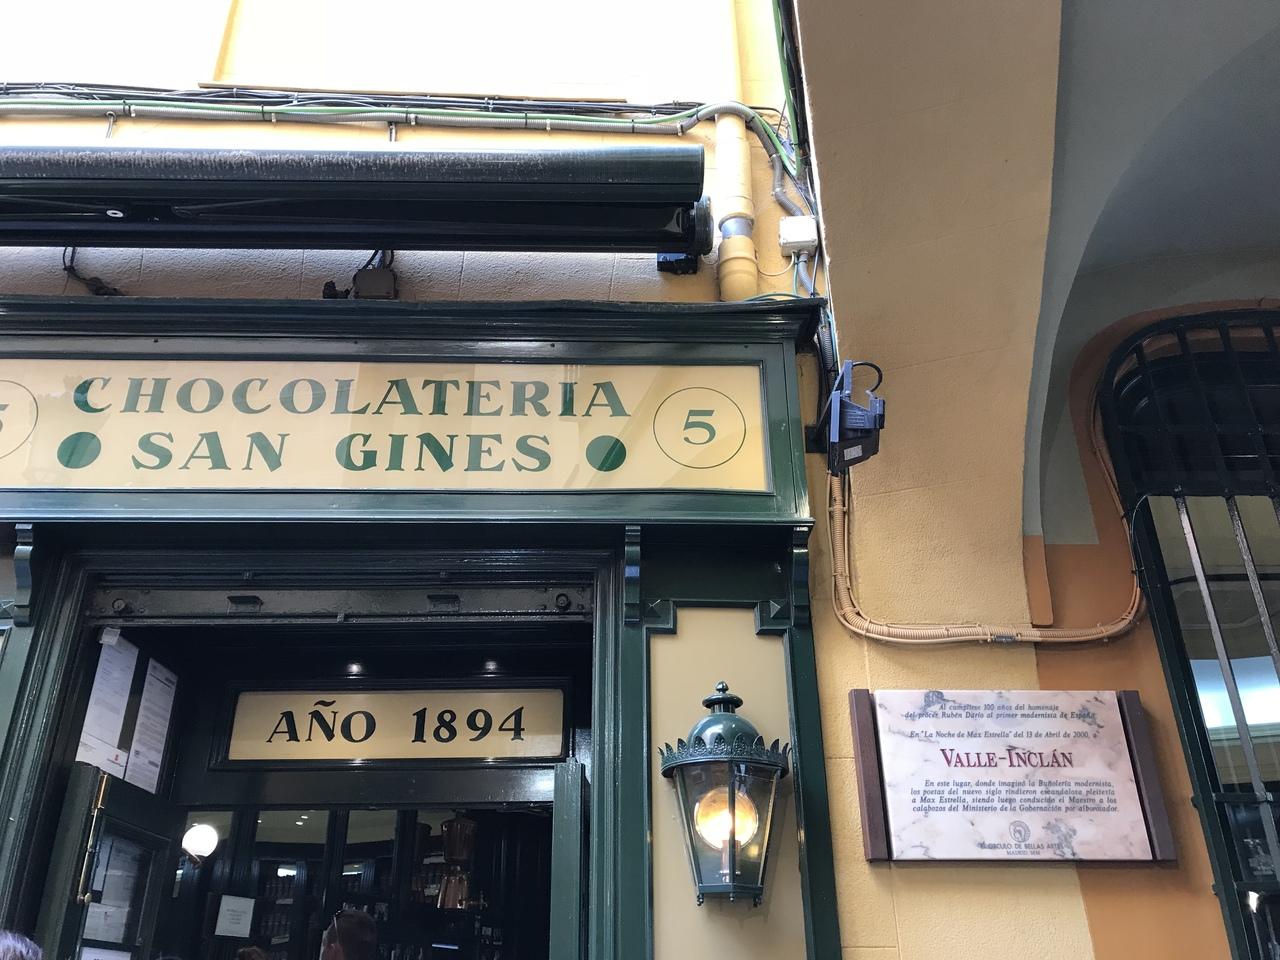 CHOCOLATERIA
SAN GINES
5
5
AÑO 1894
Al cumplirse 100 años del homenaje
del prócer Rubén Darío al primer modernista de España,
En "La Noche de Max Estrella" del 13 de Abril de 2000,
VALLE-INCLÁN
En este lugar, donde imaginó la Buñolería modernista,
los poetas del nuevo siglo rindieron escandalosa pleitesía
a Max Estrella, siendo luego conducido el Maestro a los
calabozos del Ministerio de la Gobernación por alborotador.
EL CÍRCULO DE BELLAS ARTES
MADRID MM